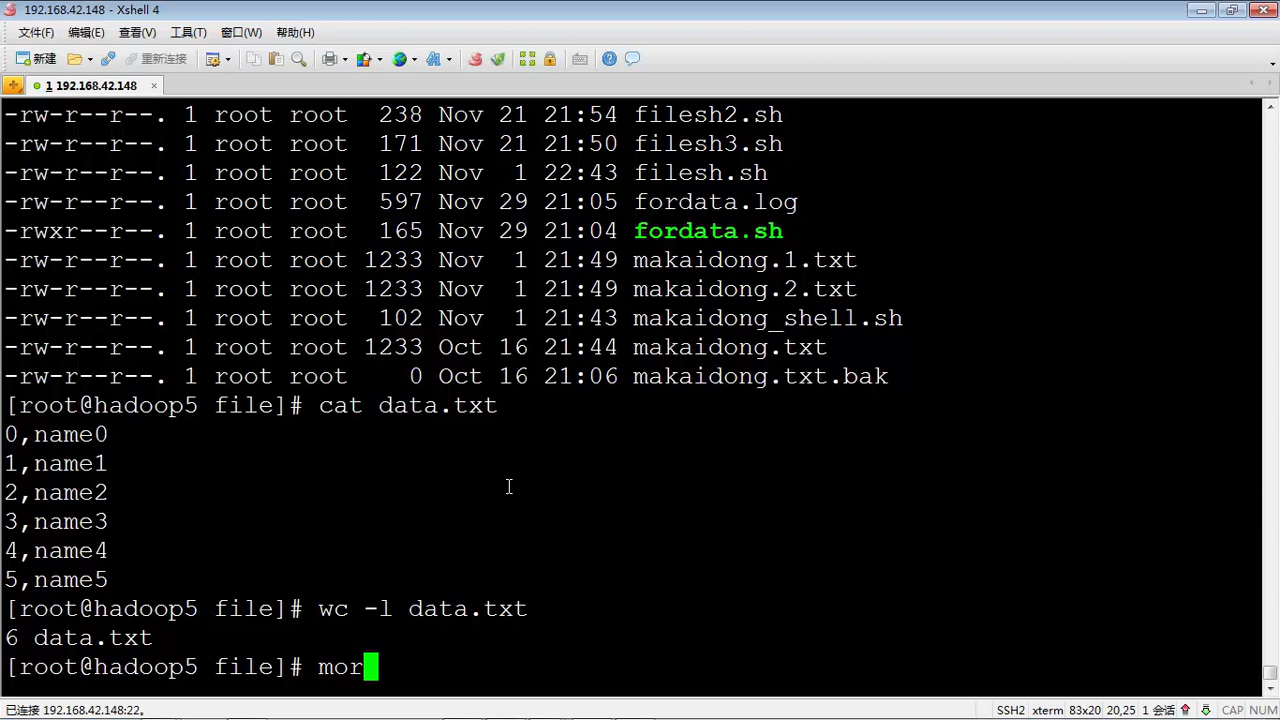 192.168.42.148 - Xshell 4
文件(F) 编辑(E) 查看(V) 工具(T) 窗口(W) 帮助(H)
新建 重新连接
1 192.168.42.148 ×
-rw-r--r--. 1 root root  238 Nov 21 21:54 filesh2.sh
-rw-r--r--. 1 root root  171 Nov 21 21:50 filesh3.sh
-rw-r--r--. 1 root root  122 Nov  1 22:43 filesh.sh
-rw-r--r--. 1 root root  597 Nov 29 21:05 fordata.log
-rwxr--r--. 1 root root  165 Nov 29 21:04 fordata.sh
-rw-r--r--. 1 root root 1233 Nov  1 21:49 makaidong.1.txt
-rw-r--r--. 1 root root 1233 Nov  1 21:49 makaidong.2.txt
-rw-r--r--. 1 root root  102 Nov  1 21:43 makaidong_shell.sh
-rw-r--r--. 1 root root 1233 Oct 16 21:44 makaidong.txt
-rw-r--r--. 1 root root    0 Oct 16 21:06 makaidong.txt.bak
[root@hadoop5 file]# cat data.txt
0,name0
1,name1
2,name2
3,name3
4,name4
5,name5
[root@hadoop5 file]# wc -l data.txt
6 data.txt
[root@hadoop5 file]# mor
已连接 192.168.42.148:22。 SSH2 xterm 83x20 20,25 1 会话 CAP NUM